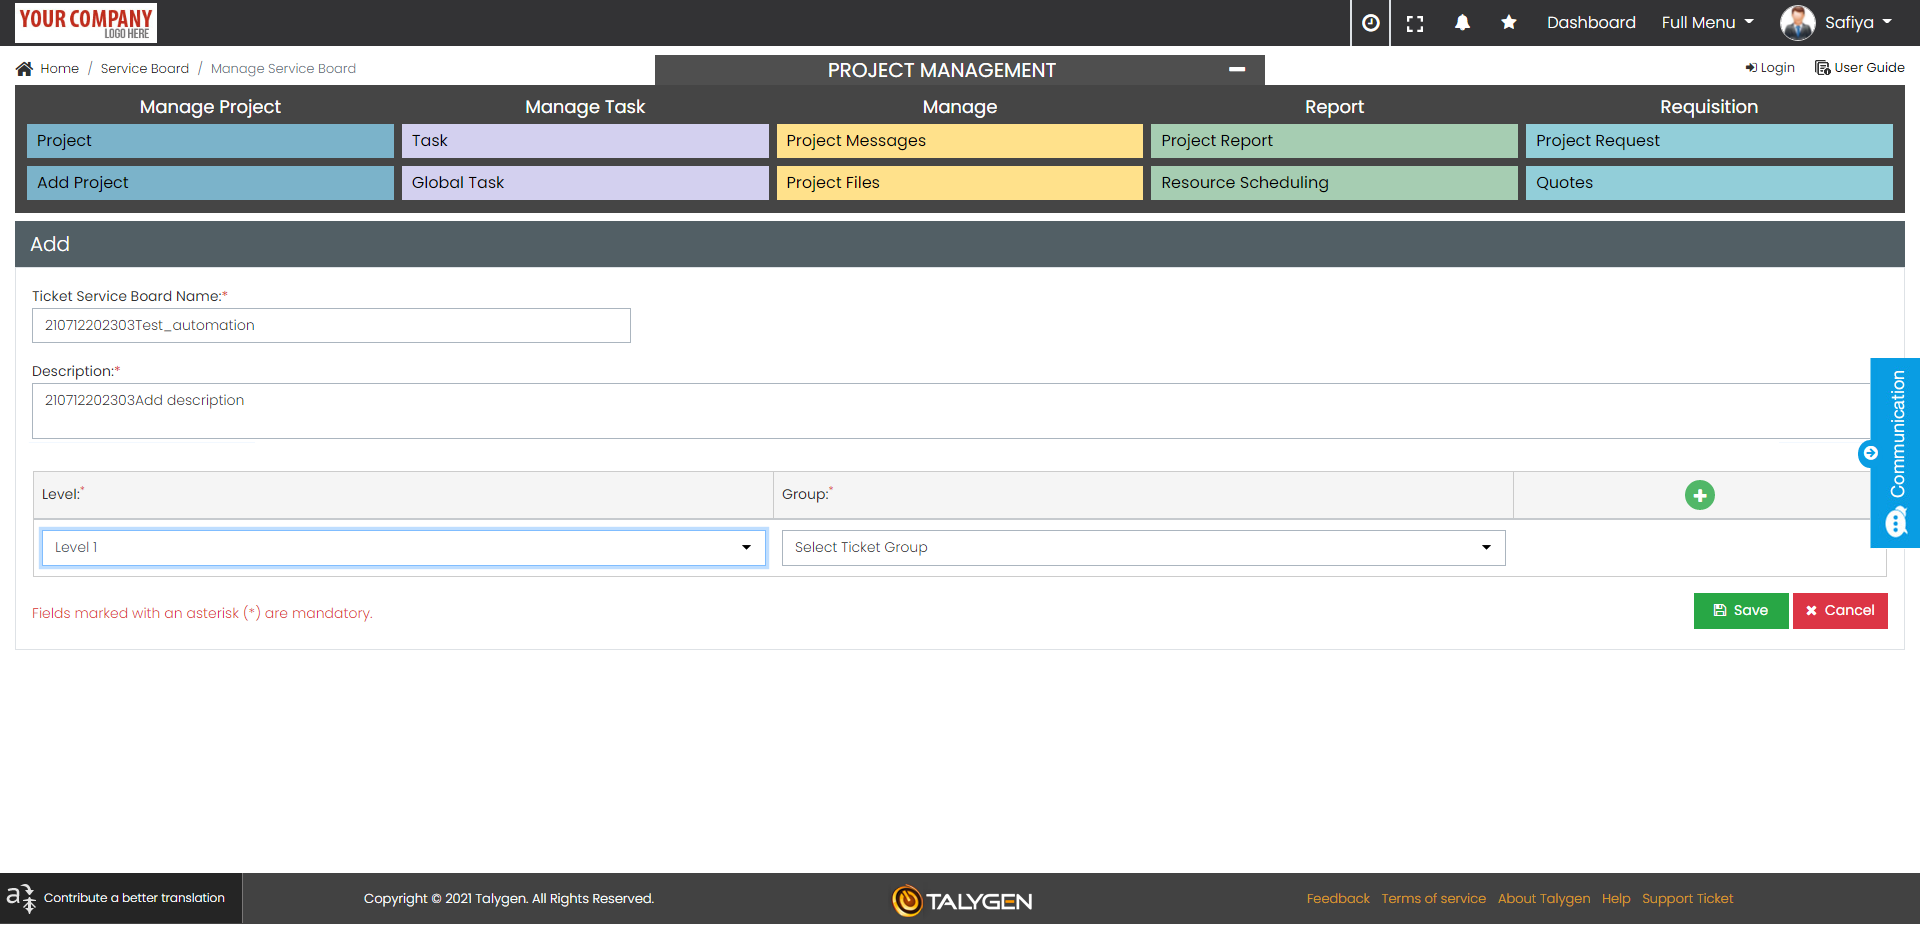 YOUR COMPANY
LOGO HERE
Dashboard
Full Menu
Safiya
Home / Service Board / Manage Service Board
PROJECT MANAGEMENT
Login
User Guide
Manage Project
Manage Task
Manage
Report
Requisition
Project
Task
Project Messages
Project Report
Project Request
Add Project
Global Task
Project Files
Resource Scheduling
Quotes
Add
Ticket Service Board Name:*
210712202303Test_automation
Description:*
210712202303Add description
Communication
Level:*
Group:*
Level 1
Select Ticket Group
Fields marked with an asterisk (*) are mandatory.
Save
Cancel
Contribute a better translation
Copyright © 2021 Talygen. All Rights Reserved.
TALYGEN
Feedback
Terms of service
About Talygen
Help
Support Ticket